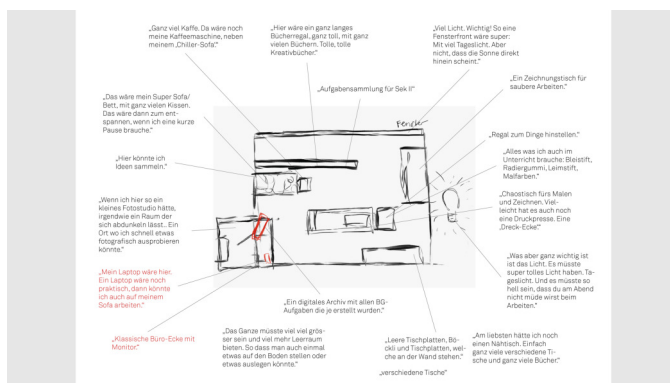 „Ganz viel Kaffe. Da wäre noch
meine Kaffeemaschine, neben
meinem ‚Chiller-Sofa‘.“
„Hier wäre ein ganz langes
Bücherregal, ganz toll, mit ganz
vielen Büchern. Tolle, tolle
Kreativbücher.“
„Viel Licht. Wichtig! So eine
Fensterfront wäre super:
Mit viel Tageslicht. Aber
nicht, dass die Sonne direkt
hinein scheint.“
„Aufgabensammlung für Sek II“
„Ein Zeichnungstisch für
saubere Arbeiten.“
„Das wäre mein Super Sofa/
Bett, mit ganz vielen Kissen.
Das wäre dann zum ent-
spannen, wenn ich eine kurze
Pause brauche.“
Fenster
„Regal zum Dinge hinstellen.“
„Alles was ich auch im
Unterricht brauche: Bleistift,
Radiergummi, Leimstift,
Malfarben.“
„Hier könnte ich
Ideen sammeln.“
„Chaostisch fürs Malen
und Zeichnen. Viel-
leicht hat es auch noch
eine Druckpresse. Eine
‚Dreck-Ecke‘.“
„Wenn ich hier so ein
kleines Fotostudio hätte,
irgendwie ein Raum der
sich abdunkeln lässt... Ein
Ort wo ich schnell etwas
fotografisch ausprobieren
könnte.“
„Was aber ganz wichtig ist
ist das Licht. Es müsste
super tolles Licht haben. Ta-
geslicht. Und es müsste so
hell sein, dass du am Abend
nicht müde wirst beim
Arbeiten.“
„Mein Laptop wäre hier.
Ein Laptop wäre noch
praktisch, dann könnte
ich auch auf meinem
Sofa arbeiten.“
„Ein digitales Archiv mit allen BG-
Aufgaben die je erstellt wurden.“
„Klassische Büro-Ecke mit
Monitor.“
„Das Ganze müsste viel viel grös-
ser sein und viel mehr Leerraum
bieten. So dass man auch einmal
etwas auf den Boden stellen oder
etwas auslegen könnte.“
„Leere Tischplatten, Bö-
ckli und Tischplatten, wel-
che an der Wand stehen.“
„verschiedene Tische“
„Am liebsten hätte ich noch
einen Nähtisch. Einfach
ganz viele verschiedene Ti-
sche und ganz viele Bücher.“